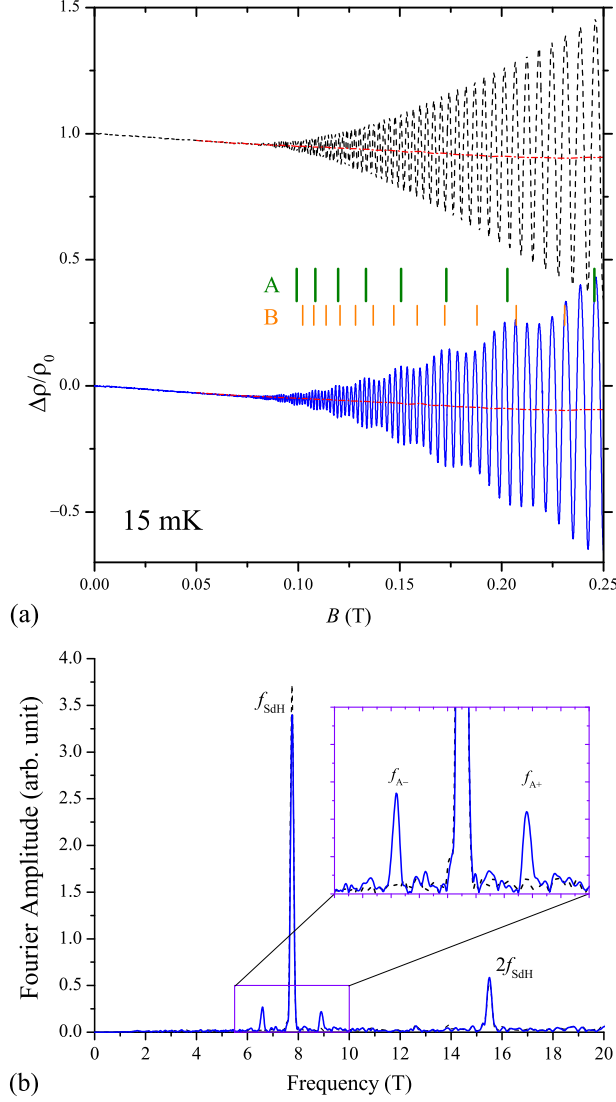 1.5
1.0
0.5
0.0
−0.5
Δρ/ρ0
A
B
15 mK
0.00
0.05
0.10
0.15
0.20
0.25
B (T)
(a)
4.0
3.5
3.0
2.5
2.0
1.5
1.0
0.5
0.0
Fourier Amplitude (arb. unit)
fSdH
fA−
fA+
2fSdH
0
2
4
6
8
10
12
14
16
18
20
Frequency (T)
(b)